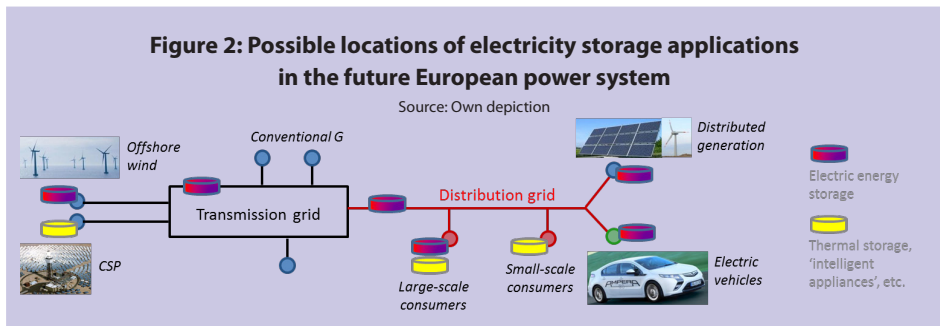 Figure 2: Possible locations of electricity storage applications
in the future European power system
Source: Own depiction
Offshore
wind
Conventional G
Distributed
generation
Transmission grid
Distribution grid
Electric energy
storage
CSP
Large-scale
consumers
Small-scale
consumers
Electric
vehicles
Thermal storage,
'intelligent
appliances', etc.